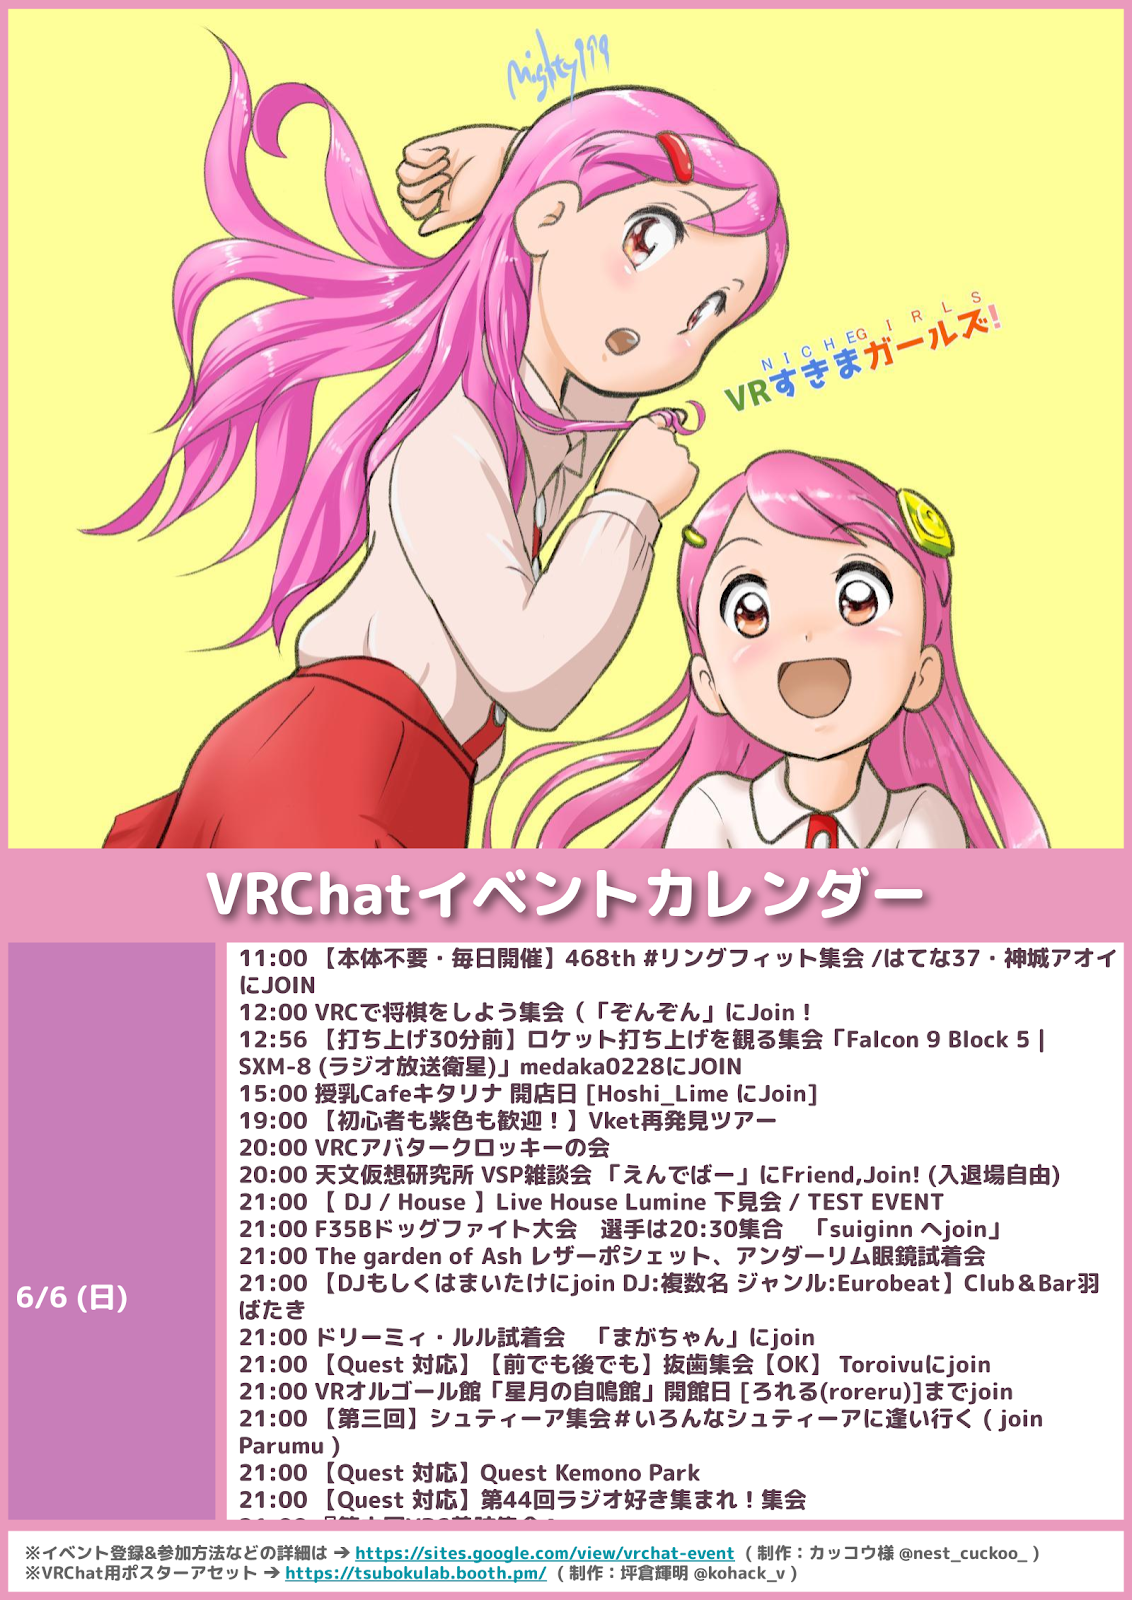 mighty199
NICHE GIRLS
VRすきまガールズ!
VRChatイベントカレンダー
6/6 (日)
11:00 【本体不要・毎日開催】468th #リングフィット集会 /はてな37・神城アオイ
にJOIN
12:00 VRCで将棋をしよう集会（「ぞんぞん」にJoin！
12:56 【打ち上げ30分前】ロケット打ち上げを観る集会「Falcon 9 Block 5 |
SXM-8 (ラジオ放送衛星)」medaka0228にJOIN
15:00 授乳Cafeキタリナ 開店日 [Hoshi_Lime にJoin]
19:00 【初心者も紫色も歓迎！】Vket再発見ツアー
20:00 VRCアバタークロッキーの会
20:00 天文仮想研究所 VSP雑談会 「えんでばー」にFriend,Join! (入退場自由)
21:00 【 DJ / House 】Live House Lumine 下見会 / TEST EVENT
21:00 F35Bドッグファイト大会　選手は20:30集合　「suiginn へjoin」
21:00 The garden of Ash レザーポシェット、アンダーリム眼鏡試着会
21:00 【DJもしくはまいたけにjoin DJ:複数名 ジャンル:Eurobeat】Club＆Bar羽
ばたき
21:00 ドリーミィ・ルル試着会　「まがちゃん」にjoin
21:00 【Quest 対応】【前でも後でも】抜歯集会【OK】 Toroivuにjoin
21:00 VRオルゴール館「星月の自鳴館」開館日 [ろれる(roreru)]までjoin
21:00 【第三回】シュティーア集会＃いろんなシュティーアに逢い行く ( join
Parumu )
21:00 【Quest 対応】Quest Kemono Park
21:00 【Quest 対応】第44回ラジオ好き集まれ！集会
※イベント登録&参加方法などの詳細は → https://sites.google.com/view/vrchat-event （ 制作：カッコウ様 @nest_cuckoo_ ）
※VRChat用ポスターアセット → https://tsubokulab.booth.pm/ （ 制作：坪倉輝明 @kohack_v ）